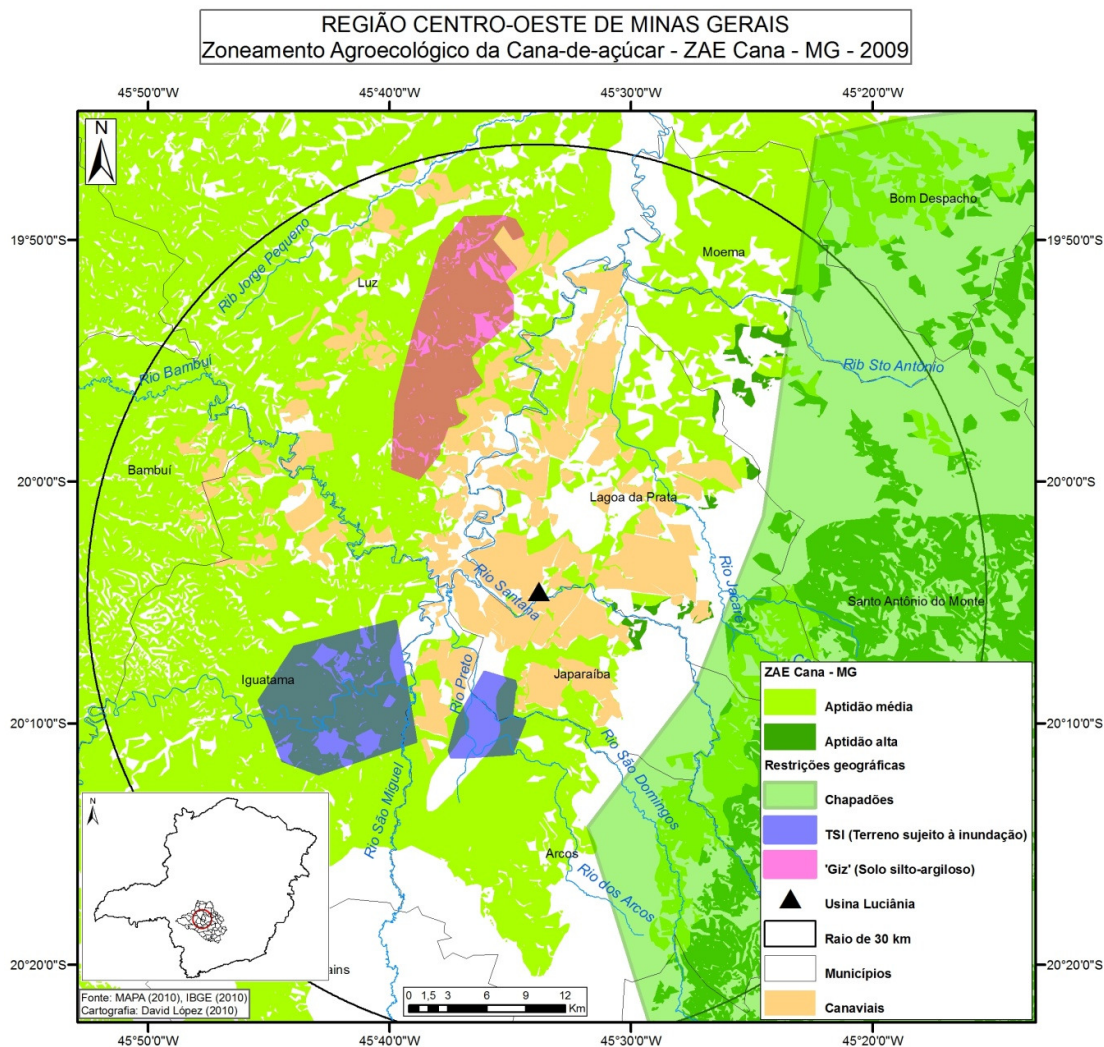 REGIÃO CENTRO-OESTE DE MINAS GERAIS
Zoneamento Agroecológico da Cana-de-açúcar - ZAE Cana - MG - 2009
45°50'0"W
45°40'0"W
45°30'0"W
45°20'0"W
N
Bom Despacho
19°50'0"S
19°50'0"S
Moema
Rib Jorge Pequeno
Luz
Rio Bambuí
Rib Sto Antônio
Bambuí
20°0'0"S
20°0'0"S
Lagoa da Prata
Rio Santana
Rio Jacaré
Santo Antônio do Monte
Iguatama
Rio Preto
Japaraíba
20°10'0"S
20°10'0"S
Rio São Miguel
Rio São Domingos
Arcos
Rio dos Arcos
20°20'0"S
20°20'0"S
ains
ZAE Cana - MG
Aptidão média
Aptidão alta
Restrições geográficas
Chapadões
TSI (Terreno sujeito à inundação)
'Giz' (Solo silto-argiloso)
Usina Luciânia
Raio de 30 km
Municípios
Canaviais
N
Fonte: MAPA (2010), IBGE (2010)
Cartografia: David López (2010)
0 1,5 3 6 9 12
Km
45°50'0"W
45°40'0"W
45°30'0"W
45°20'0"W